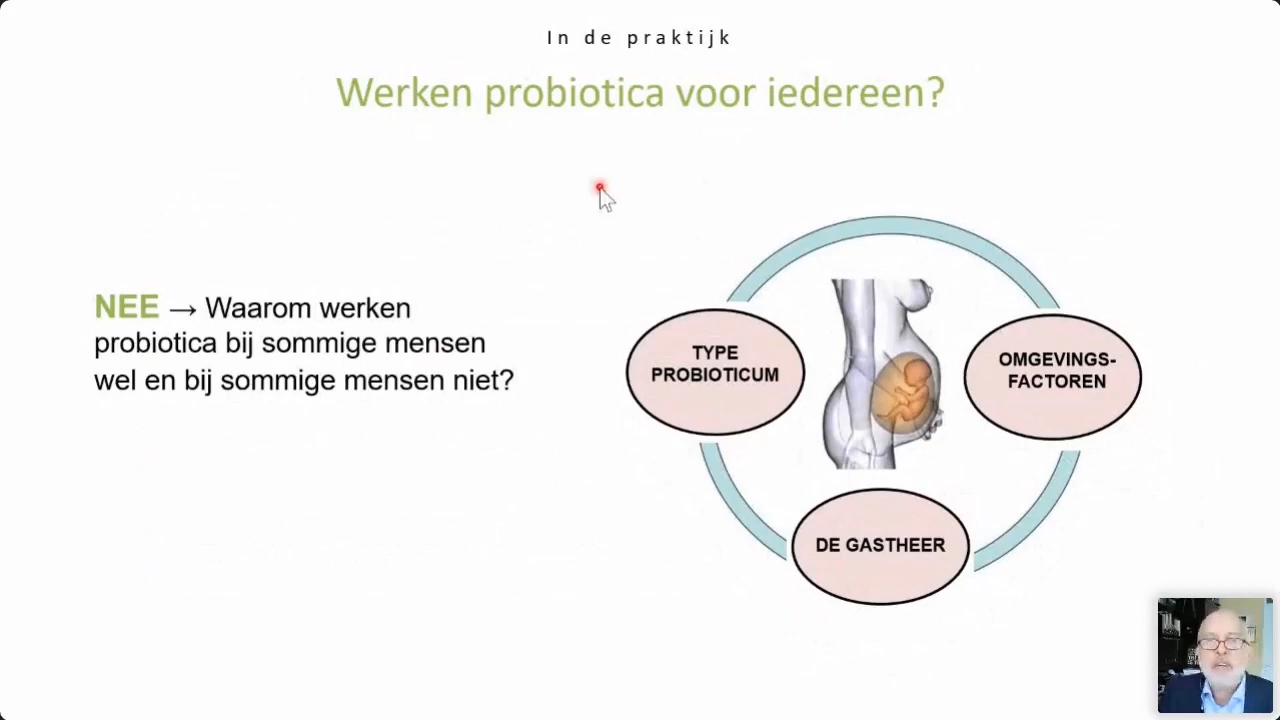 In de praktijk
Werken probiotica voor iedereen?
NEE → Waarom werken
probiotica bij sommige mensen
wel en bij sommige mensen niet?
TYPE
PROBIOTICUM
OMGEVINGS-
FACTOREN
DE GASTHEER